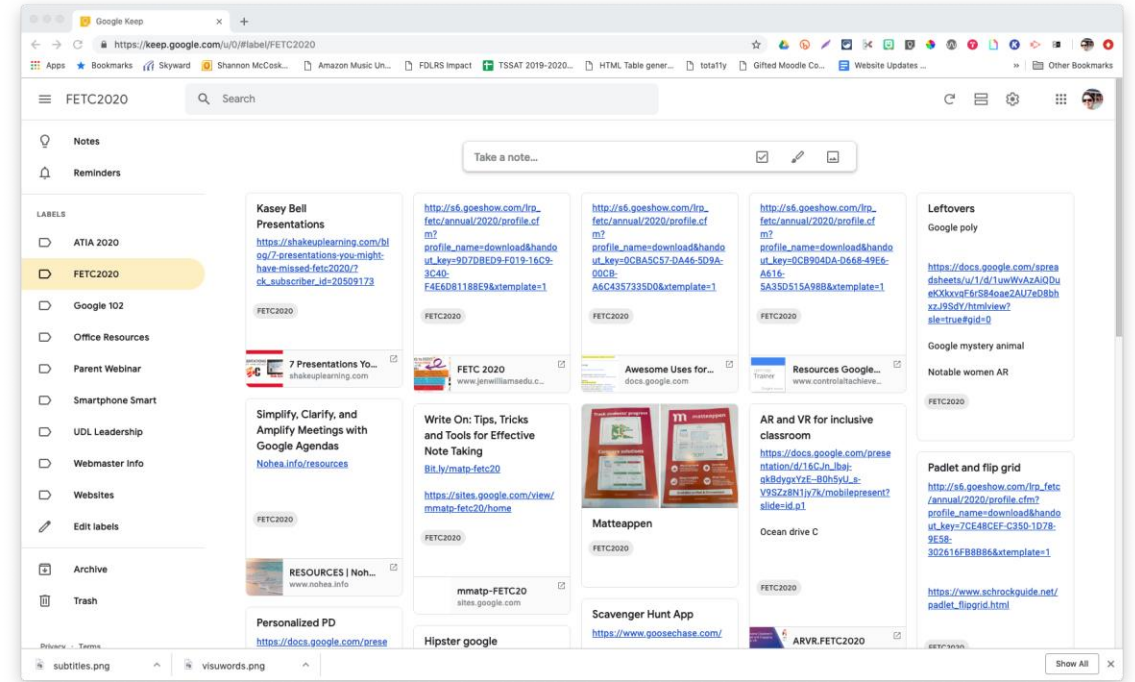 Google Keep
https://keep.google.com/u/0/#label/FETC2020
Apps
Bookmarks
Skyward
Shannon McCosk...
Amazon Music Un...
FDLRS Impact
TSSAT 2019-2020...
HTML Table gener...
tota11y
Gifted Moodle Co...
Website Updates ...
Other Bookmarks
FETC2020
Search
Notes
Reminders
LABELS
ATIA 2020
FETC2020
Google 102
Office Resources
Parent Webinar
Smartphone Smart
UDL Leadership
Webmaster Info
Websites
Edit labels
Archive
Trash
Privacy · Terms
Take a note...
Kasey Bell
Presentations
https://shakeuplearning.com/bl
og/7-presentations-you-might-
have-missed-fetc2020/?
ck_subscriber_id=20509173
FETC2020
7 Presentations Yo...
shakeuplearning.com
Simplify, Clarify, and
Amplify Meetings with
Google Agendas
Nohea.info/resources
FETC2020
RESOURCES | Noh...
www.nohea.info
Personalized PD
https://docs.google.com/prese
http://s6.goeshow.com/lrp_
fetc/annual/2020/profile.cf
m?
profile_name=download&hando
ut_key=9D7DBED9-F019-16C9-
3C40-
F4E6D81188E9&xtemplate=1
FETC2020
FETC 2020
www.jenwilliamsedu.c...
Write On: Tips, Tricks
and Tools for Effective
Note Taking
Bit.ly/matp-fetc20
https://sites.google.com/view/
mmatp-fetc20/home
FETC2020
mmatp-FETC20
sites.google.com
Hipster google
http://s6.goeshow.com/lrp_
fetc/annual/2020/profile.cf
m?
profile_name=download&hando
ut_key=0CBA5C57-DA46-5D9A-
00CB-
A6C4357335D0&xtemplate=1
FETC2020
Awesome Uses for...
docs.google.com
Track students' progress
matteappen
Matteappen
FETC2020
Scavenger Hunt App
https://www.goosechase.com/
http://s6.goeshow.com/lrp_
fetc/annual/2020/profile.cf
m?
profile_name=download&hando
ut_key=0CB904DA-D668-49E6-
A616-
5A35D515A98B&xtemplate=1
FETC2020
Trainer
Resources Google...
www.controlaltachieve...
AR and VR for inclusive
classroom
https://docs.google.com/prese
ntation/d/16CJn_lbaj-
qkBdygxYzE--B0h5yU_s-
V9SZz8N1jy7k/mobilepresent?
slide=id.p1
Ocean drive C
FETC2020
ARVR.FETC2020
Leftovers
Google poly
https://docs.google.com/sprea
dsheets/u/1/d/1uwWvAzAiQDu
eKXkxvqF6rS84oae2AU7eD8bh
xzJ9SdY/htmlview?
sle=true#gid=0
Google mystery animal
Notable women AR
FETC2020
Padlet and flip grid
http://s6.goeshow.com/lrp_fetc
/annual/2020/profile.cfm?
profile_name=download&hando
ut_key=7CE48CEF-C350-1D78-
9E58-
302616FB8B86&xtemplate=1
https://www.schrockguide.net/
padlet_flipgrid.html
FETC2020
subtitles.png
visuwords.png
Show All